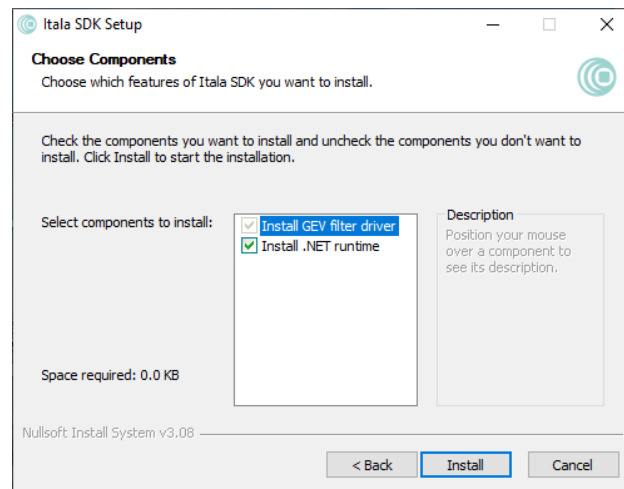 Itala SDK Setup
Choose Components
Choose which features of Itala SDK you want to install.
Check the components you want to install and uncheck the components you don't want to
install. Click Install to start the installation.
Select components to install:
Install GEV filter driver
Install .NET runtime
Description
Position your mouse
over a component to
see its description.
Space required: 0.0 KB
Nullsoft Install System v3.08
< Back
Install
Cancel